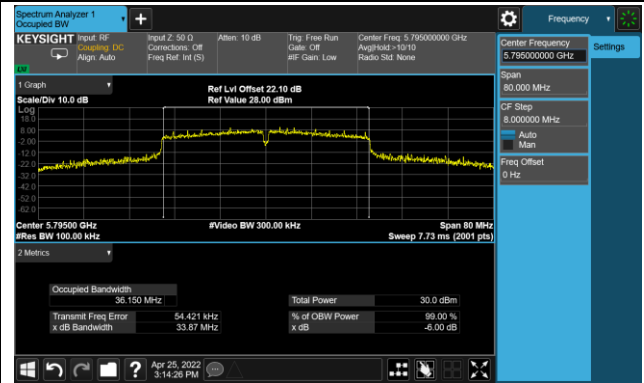 Spectrum Analyzer 1
Occupied BW
Frequency
KEYSIGHT
Input: RF
Coupling: DC
Align: Auto
Input Z: 50 Ω
Corrections: Off
Freq Ref: Int (S)
Atten: 10 dB
Trig: Free Run
Gate: Off
#IF Gain: Low
Center Freq: 5.795000000 GHz
Avg|Hold:>10/10
Radio Std: None
Center Frequency
5.795000000 GHz
Settings
Span
80.000 MHz
CF Step
8.000000 MHz
Auto
Man
Freq Offset
0 Hz
1 Graph
Scale/Div 10.0 dB
Ref Lvl Offset 22.10 dB
Ref Value 28.00 dBm
Log
18.0
8.00
-2.00
-12.0
-22.0
-32.0
-42.0
-52.0
-62.0
Center 5.79500 GHz
#Video BW 300.00 kHz
Span 80 MHz
#Res BW 100.00 kHz
Sweep 7.73 ms (2001 pts)
2 Metrics
Occupied Bandwidth
36.150 MHz
Total Power 30.0 dBm
Transmit Freq Error 54.421 kHz
% of OBW Power 99.00 %
x dB Bandwidth 33.87 MHz
x dB -6.00 dB
Apr 25, 2022
3:14:26 PM